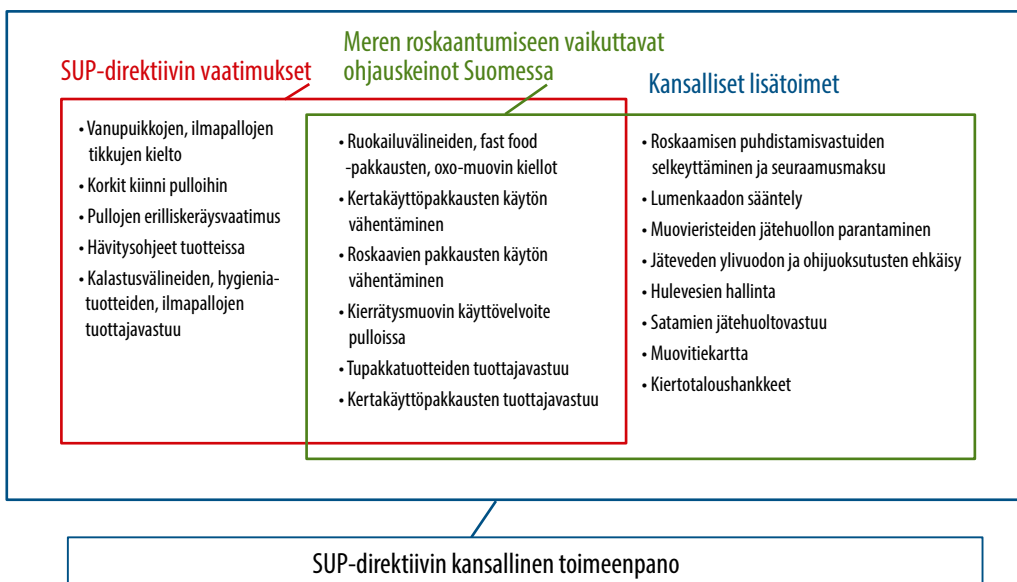 SUP-direktiivin vaatimukset
Meren roskaantumiseen vaikuttavat
ohjauskeinot Suomessa
Kansalliset lisätoimet
• Vanupuikkojen, ilmapallojen
tikkujen kielto
• Korkit kiinni pulloihin
• Pullojen erilliskeräysvaatimus
• Hävitysohjeet tuotteissa
• Kalastusvälineiden, hygienia-
tuotteiden, ilmapallojen
tuottajavastuu
• Ruokailuvälineiden, fast food
-pakkausten, oxo-muovin kiellot
• Kertakäyttöpakkausten käytön
vähentäminen
• Roskaavien pakkausten käytön
vähentäminen
• Kierrätysmuovin käyttövelvoite
pulloissa
• Tupakkatuotteiden tuottajavastuu
• Kertakäyttöpakkausten tuottajavastuu
• Roskaamisen puhdistamisvastuiden
selkeyttäminen ja seuraamusmaksu
• Lumenkaadon sääntely
• Muovieristeiden jätehuollon parantaminen
• Jäteveden ylivuodon ja ohijuoksutusten ehkäisy
• Hulevesien hallinta
• Satamien jätehuoltovastuu
• Muovitiekartta
• Kiertotaloushankkeet
SUP-direktiivin kansallinen toimeenpano